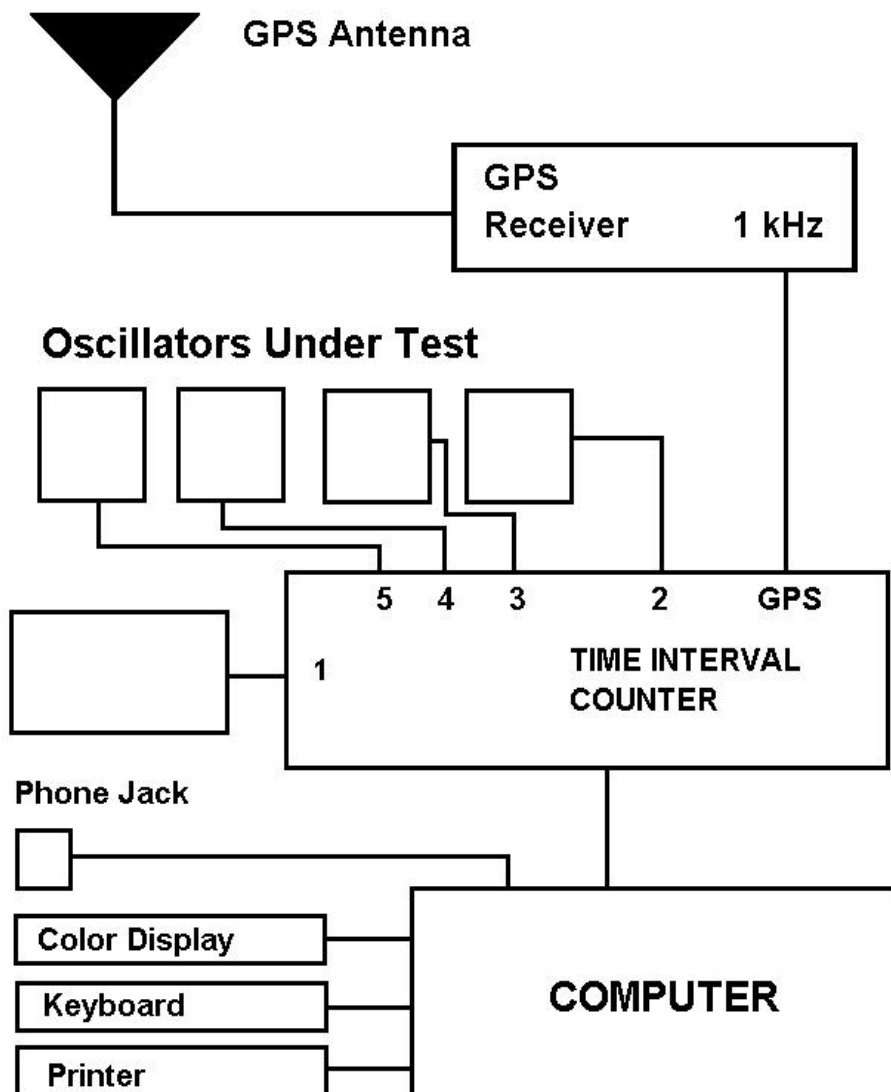 GPS Antenna
GPS
Receiver 1 kHz
Oscillators Under Test
5 4 3 2 GPS
1
TIME INTERVAL
COUNTER
Phone Jack
Color Display
Keyboard
COMPUTER
Printer